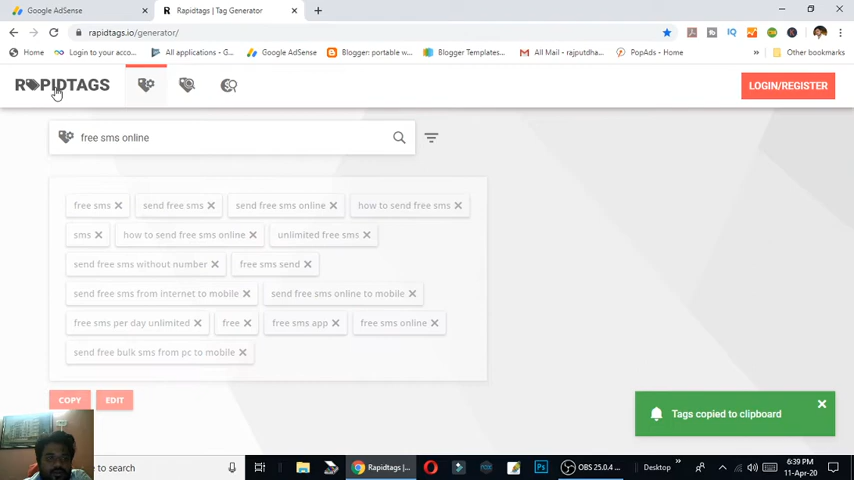 Google AdSense
Rapidtags | Tag Generator
rapidtags.io/generator/
Home
Login to your acco...
All applications - G...
Google AdSense
Blogger: portable w...
Blogger Templates...
All Mail - rajputdha...
PopAds - Home
Other bookmarks
RAPIDTAGS
LOGIN/REGISTER
free sms online
free sms
send free sms
send free sms online
how to send free sms
sms
how to send free sms online
unlimited free sms
send free sms without number
free sms send
send free sms from internet to mobile
send free sms online to mobile
free sms per day unlimited
free
free sms app
free sms online
send free bulk sms from pc to mobile
COPY
EDIT
Tags copied to clipboard
here to search
Rapidtags |...
OBS 25.0.4 ...
Desktop
6:39 PM
11-Apr-20